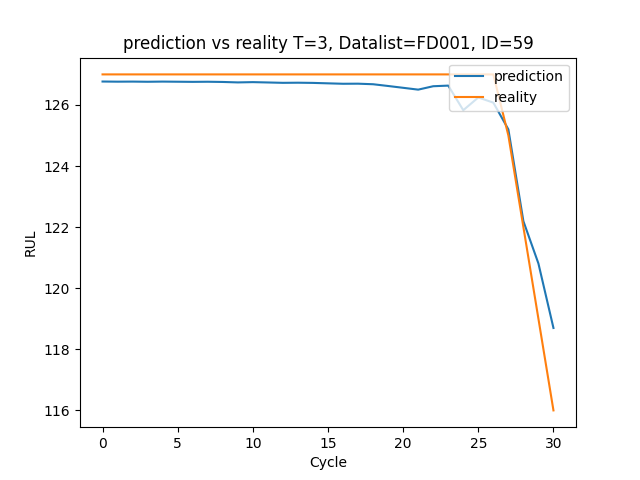 prediction vs reality T=3, Datalist=FD001, ID=59
prediction
reality
126
124
122
120
118
116
RUL
0 5 10 15 20 25 30
Cycle